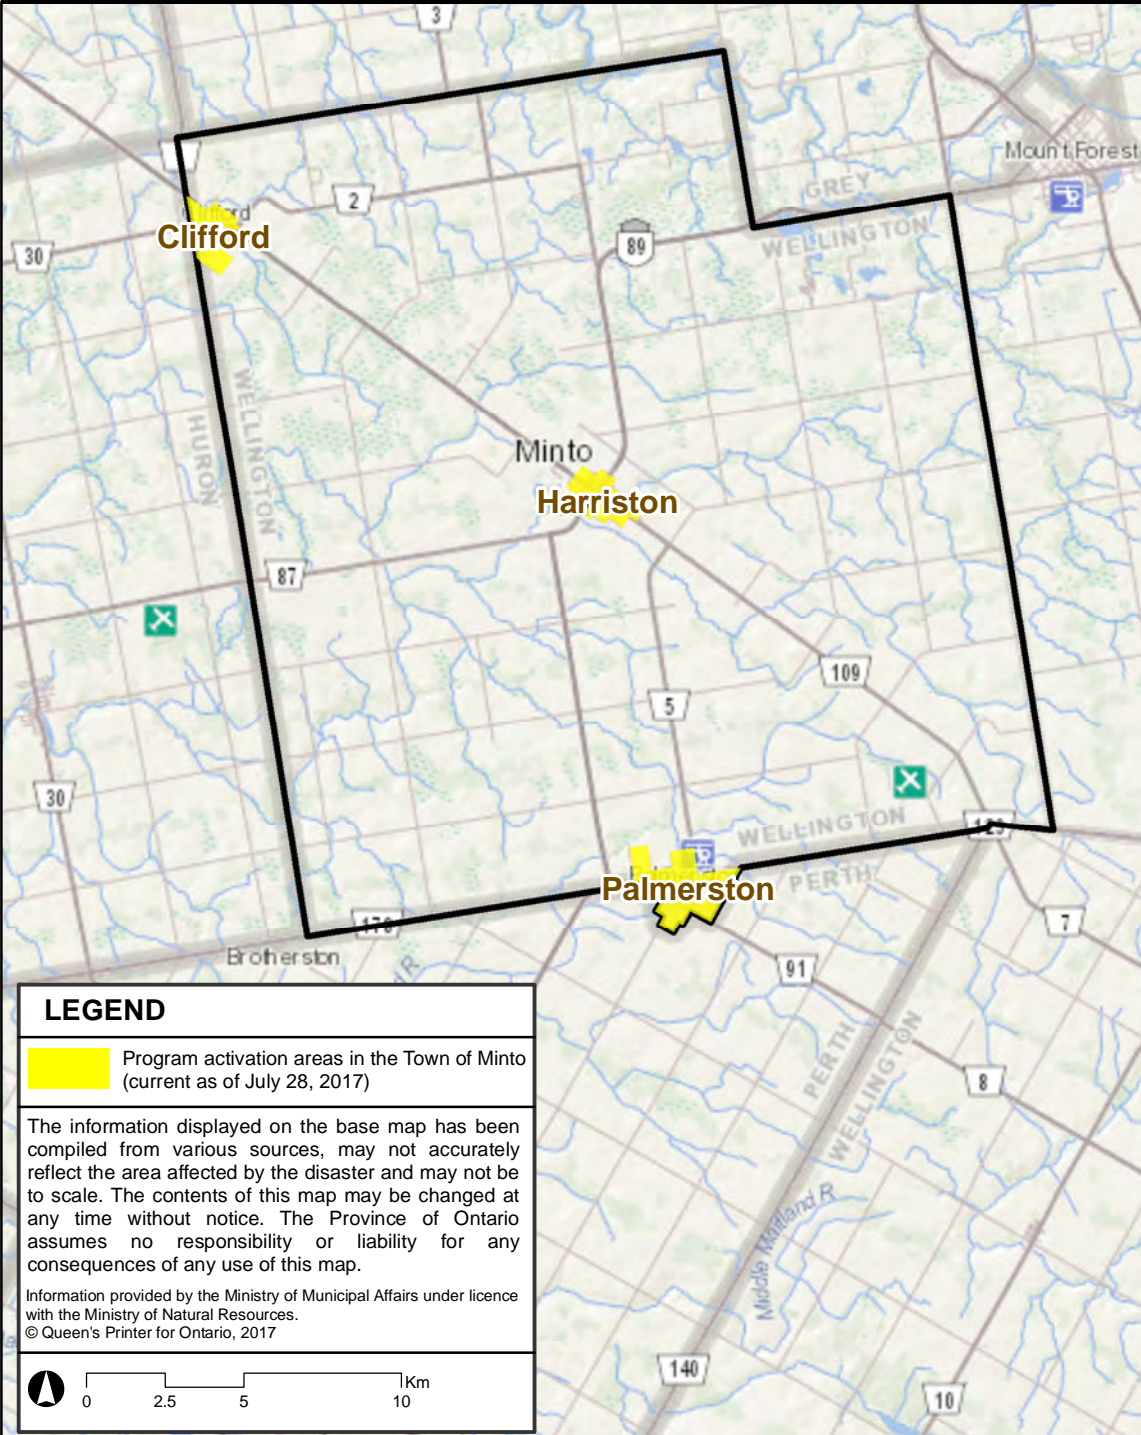 3
Mount Forest
GREY
WELLINGTON
2
89
30
Clifford
WELLINGTON
HURON
Minto
Harriston
87
109
5
30
WELLINGTON
PERTH
Palmerston
7
Brotherston
91
PERTH
WELLINGTON
8
Middle Maitland R
140
10
LEGEND
Program activation areas in the Town of Minto
(current as of July 28, 2017)
The information displayed on the base map has been
compiled from various sources, may not accurately
reflect the area affected by the disaster and may not be
to scale. The contents of this map may be changed at
any time without notice. The Province of Ontario
assumes no responsibility or liability for any
consequences of any use of this map.
Information provided by the Ministry of Municipal Affairs under licence
with the Ministry of Natural Resources.
© Queen's Printer for Ontario, 2017
Km
0 2.5 5 10